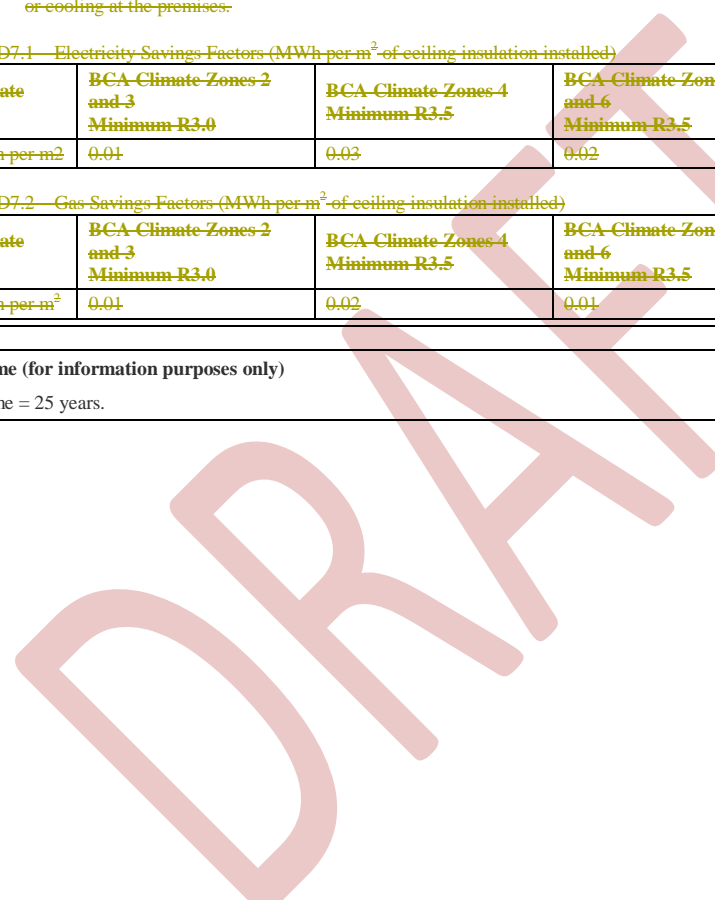 or cooling at the premises.
D7.1 – Electricity Savings Factors (MWh per m2 of ceiling insulation installed)
BCA Climate Zones 2
and 3
Minimum R3.0
BCA Climate Zones 4
Minimum R3.5
BCA Climate Zon
and 6
Minimum R3.5
ate
per m2
0.01
0.03
0.02
D7.2 – Gas Savings Factors (MWh per m2 of ceiling insulation installed)
BCA Climate Zones 2
and 3
Minimum R3.0
BCA Climate Zones 4
Minimum R3.5
BCA Climate Zon
and 6
Minimum R3.5
ate
per m2
0.01
0.02
0.01
me (for information purposes only)
ne = 25 years.
DRAFT